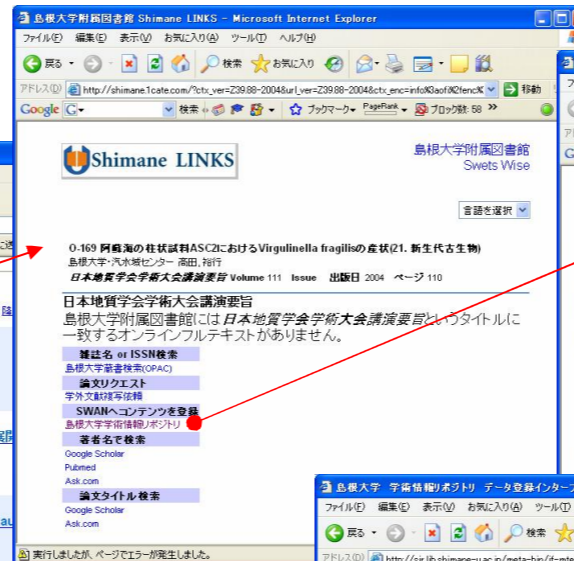 島根大学附属図書館 Shimane LINKS - Microsoft Internet Explorer
ファイル(F) 編集(E) 表示(V) お気に入り(A) ツール(T) ヘルプ(H)
戻る 検索 お気に入り
アドレス(D) http://shimane.1cate.com/?ctx_ver=Z39.88-2004&url_ver=Z39.88-2004&ctx_enc=info%3aofi%2fenc% 移動
Google G 検索 ブックマーク PageRank ブロック数: 58 »
Shimane LINKS
島根大学附属図書館
Swets Wise
言語を選択
O-169 阿蘇海の柱状試料ASC2におけるVirgulinella fragilisの産状(21. 新生代古生物)
島根大学・汽水域センター 高田, 裕行
日本地質学会学術大会講演要旨 Volume 111 Issue 出版日 2004 ページ 110
日本地質学会学術大会講演要旨
島根大学附属図書館には日本地質学会学術大会講演要旨というタイトルに
一致するオンラインフルテキストがありません。
雑誌名 or ISSN検索
島根大学蔵書検索(OPAC)
論文リクエスト
学外文献複写依頼
SWANへコンテンツを登録
島根大学学術情報リポジトリ
著者名で検索
Google Scholar
Pubmed
Ask.com
論文タイトル検索
Google Scholar
Ask.com
実行しましたが、ページでエラーが発生しました。
島根大学 学術情報リポジトリ データ登録インターフ
ファイル(F) 編集(E) 表示(V) お気に入り(A) ツール(T)
戻る 検索
アドレス(D) http://sir.lib.shimane-u.ac.jp/meta-bin/if-mte